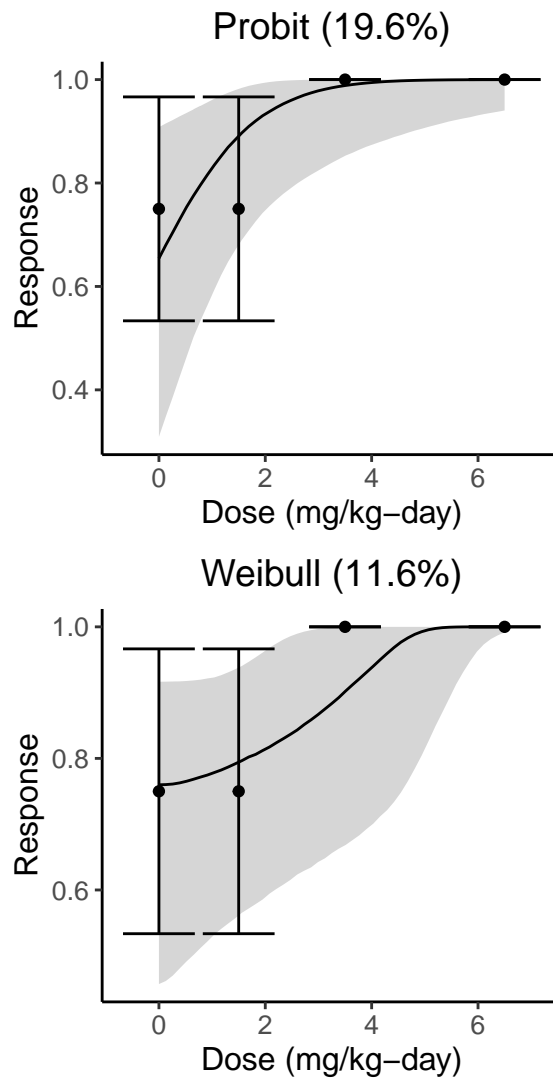 Probit (19.6%)
1.0
0.8
0.6
0.4
Response
0 2 4 6
Dose (mg/kg−day)
Weibull (11.6%)
1.0
0.8
0.6
Response
0 2 4 6
Dose (mg/kg−day)